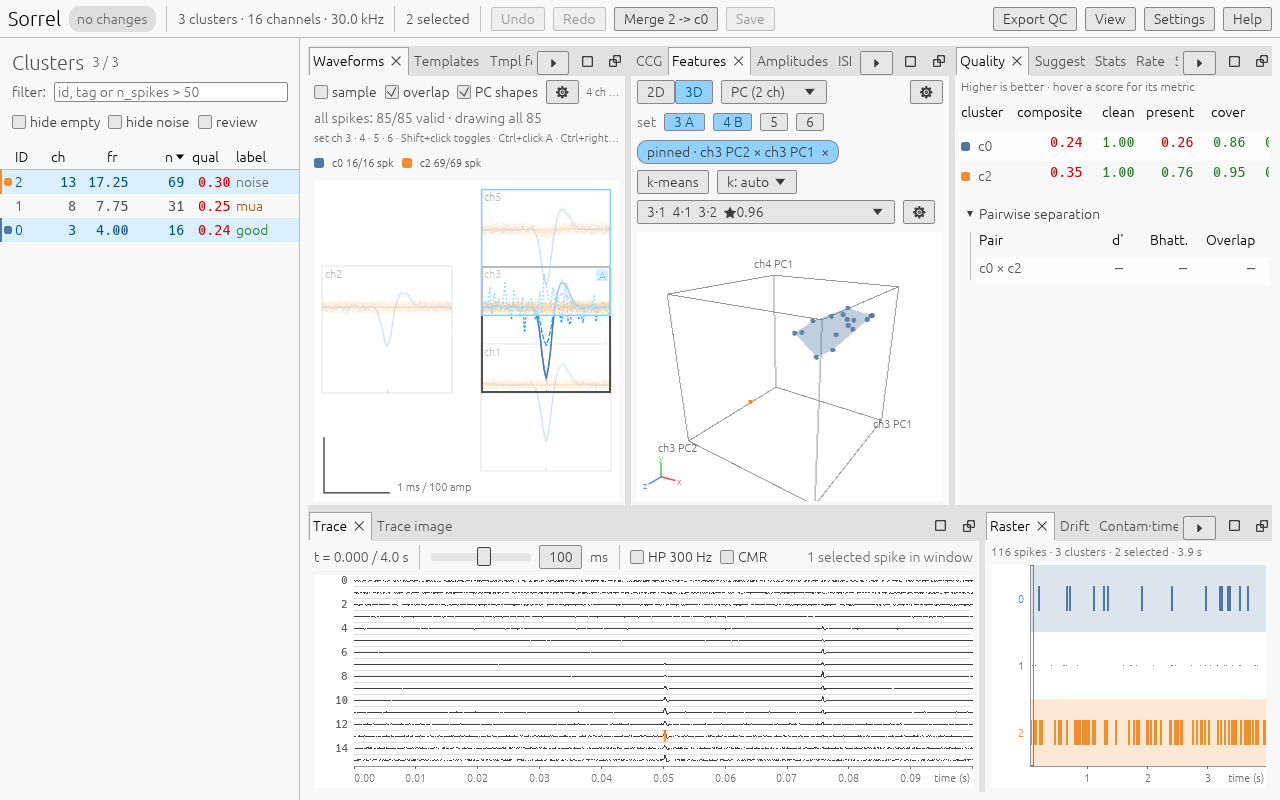 Sorrel no changes 3 clusters · 16 channels · 30.0 kHz 2 selected Undo Redo Merge 2 -> c0 Save Export QC View Settings Help
Clusters 3 / 3
filter: id, tag or n_spikes > 50
hide empty hide noise review
ID ch fr n▼ qual label
2 13 17.25 69 0.30 noise
1 8 7.75 31 0.25 mua
0 3 4.00 16 0.24 good
Waveforms × Templates Tmpl f
sample overlap PC shapes 4 ch …
all spikes: 85/85 valid · drawing all 85
set ch 3 · 4 · 5 · 6 · Shift+click toggles · Ctrl+click A · Ctrl+right…
c0 16/16 spk c2 69/69 spk
ch5
ch2
ch3 A
ch1
1 ms / 100 amp
CCG Features × Amplitudes ISI
2D 3D PC (2 ch)
set 3 A 4 B 5 6
pinned · ch3 PC2 × ch3 PC1 ×
k-means k: auto
3·1 4·1 3·2 ★0.96
ch4 PC1
ch3 PC1
ch3 PC2
y
z x
Quality × Suggest Stats Rate
Higher is better · hover a score for its metric
cluster composite clean present cover
c0 0.24 1.00 0.26 0.86
c2 0.35 1.00 0.76 0.95
▼ Pairwise separation
Pair d' Bhatt. Overlap
c0 × c2 — — —
Trace × Trace image
t = 0.000 / 4.0 s 100 ms HP 300 Hz CMR 1 selected spike in window
0
2
4
6
8
10
12
14
0.00 0.01 0.02 0.03 0.04 0.05 0.06 0.07 0.08 0.09 time (s)
Raster × Drift Contam·time
116 spikes · 3 clusters · 2 selected · 3.9 s
0
1
2
1 2 3 time (s)